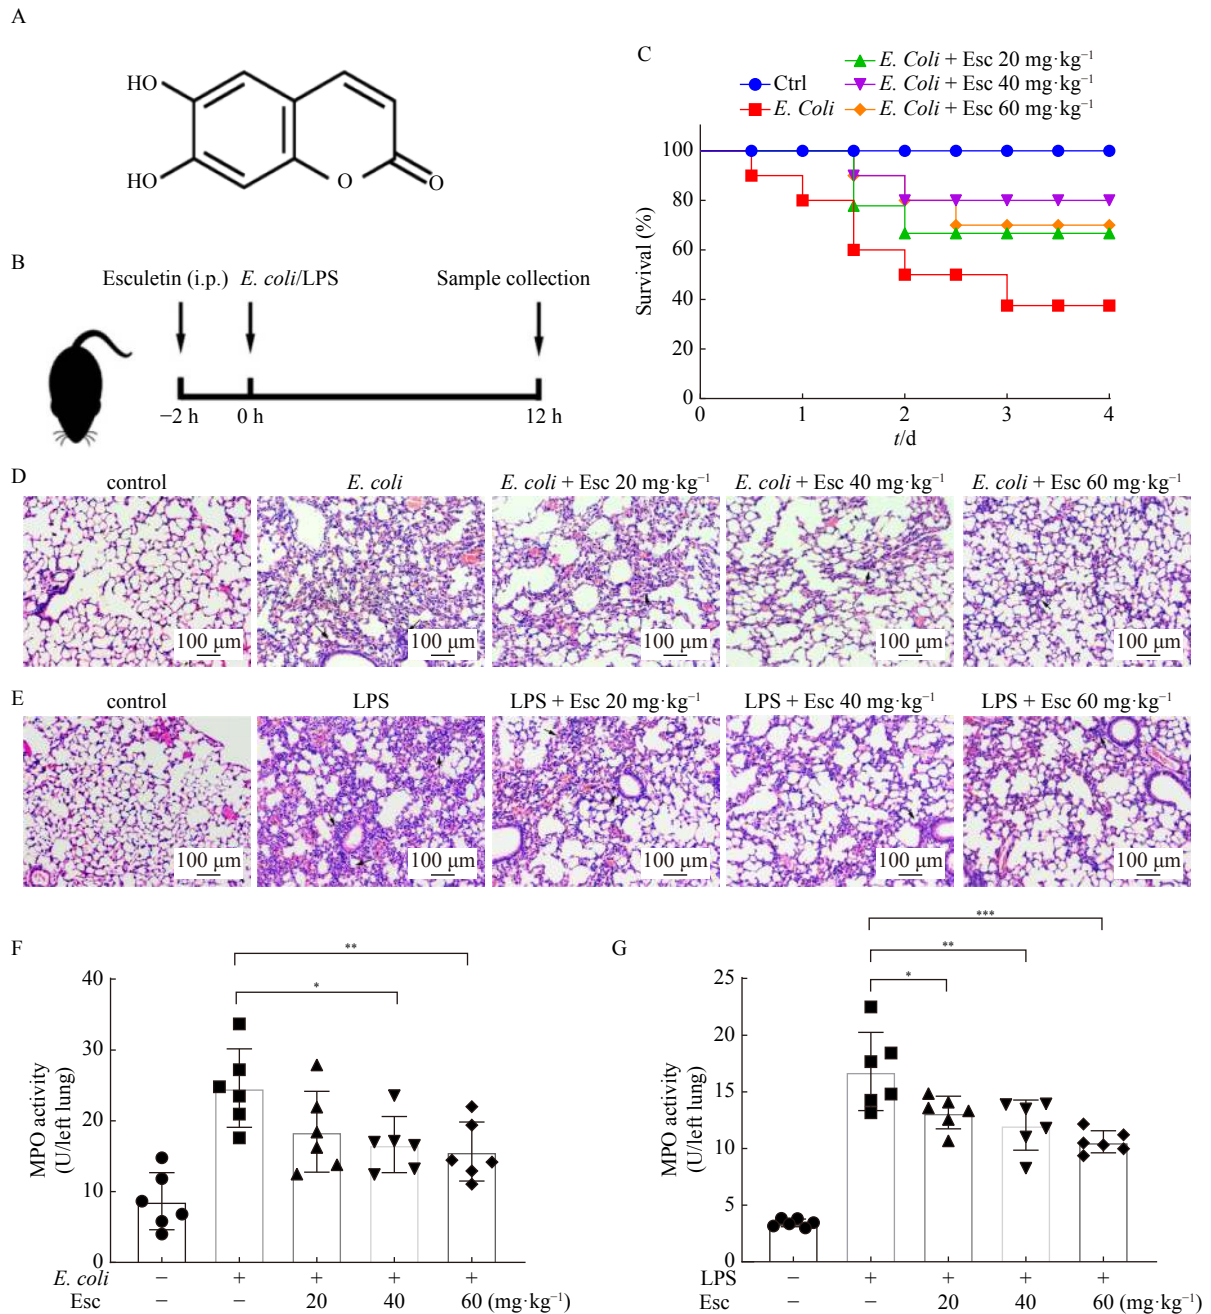 A
HO
HO
O
O
B
Esculetin (i.p.) E. coli/LPS Sample collection
−2 h 0 h 12 h
C
Ctrl
E. Coli
E. Coli + Esc 20 mg·kg⁻¹
E. Coli + Esc 40 mg·kg⁻¹
E. Coli + Esc 60 mg·kg⁻¹
Survival (%)
100
80
60
40
20
0
0 1 2 3 4
t/d
D
control E. coli E. coli + Esc 20 mg·kg⁻¹ E. coli + Esc 40 mg·kg⁻¹ E. coli + Esc 60 mg·kg⁻¹
100 μm 100 μm 100 μm 100 μm 100 μm
E
control LPS LPS + Esc 20 mg·kg⁻¹ LPS + Esc 40 mg·kg⁻¹ LPS + Esc 60 mg·kg⁻¹
100 μm 100 μm 100 μm 100 μm 100 μm
F
**
*
MPO activity
(U/left lung)
40
30
20
10
0
E. coli − + + + +
Esc − − 20 40 60 (mg·kg⁻¹)
G
***
**
*
MPO activity
(U/left lung)
25
20
15
10
5
0
LPS − + + + +
Esc − − 20 40 60 (mg·kg⁻¹)